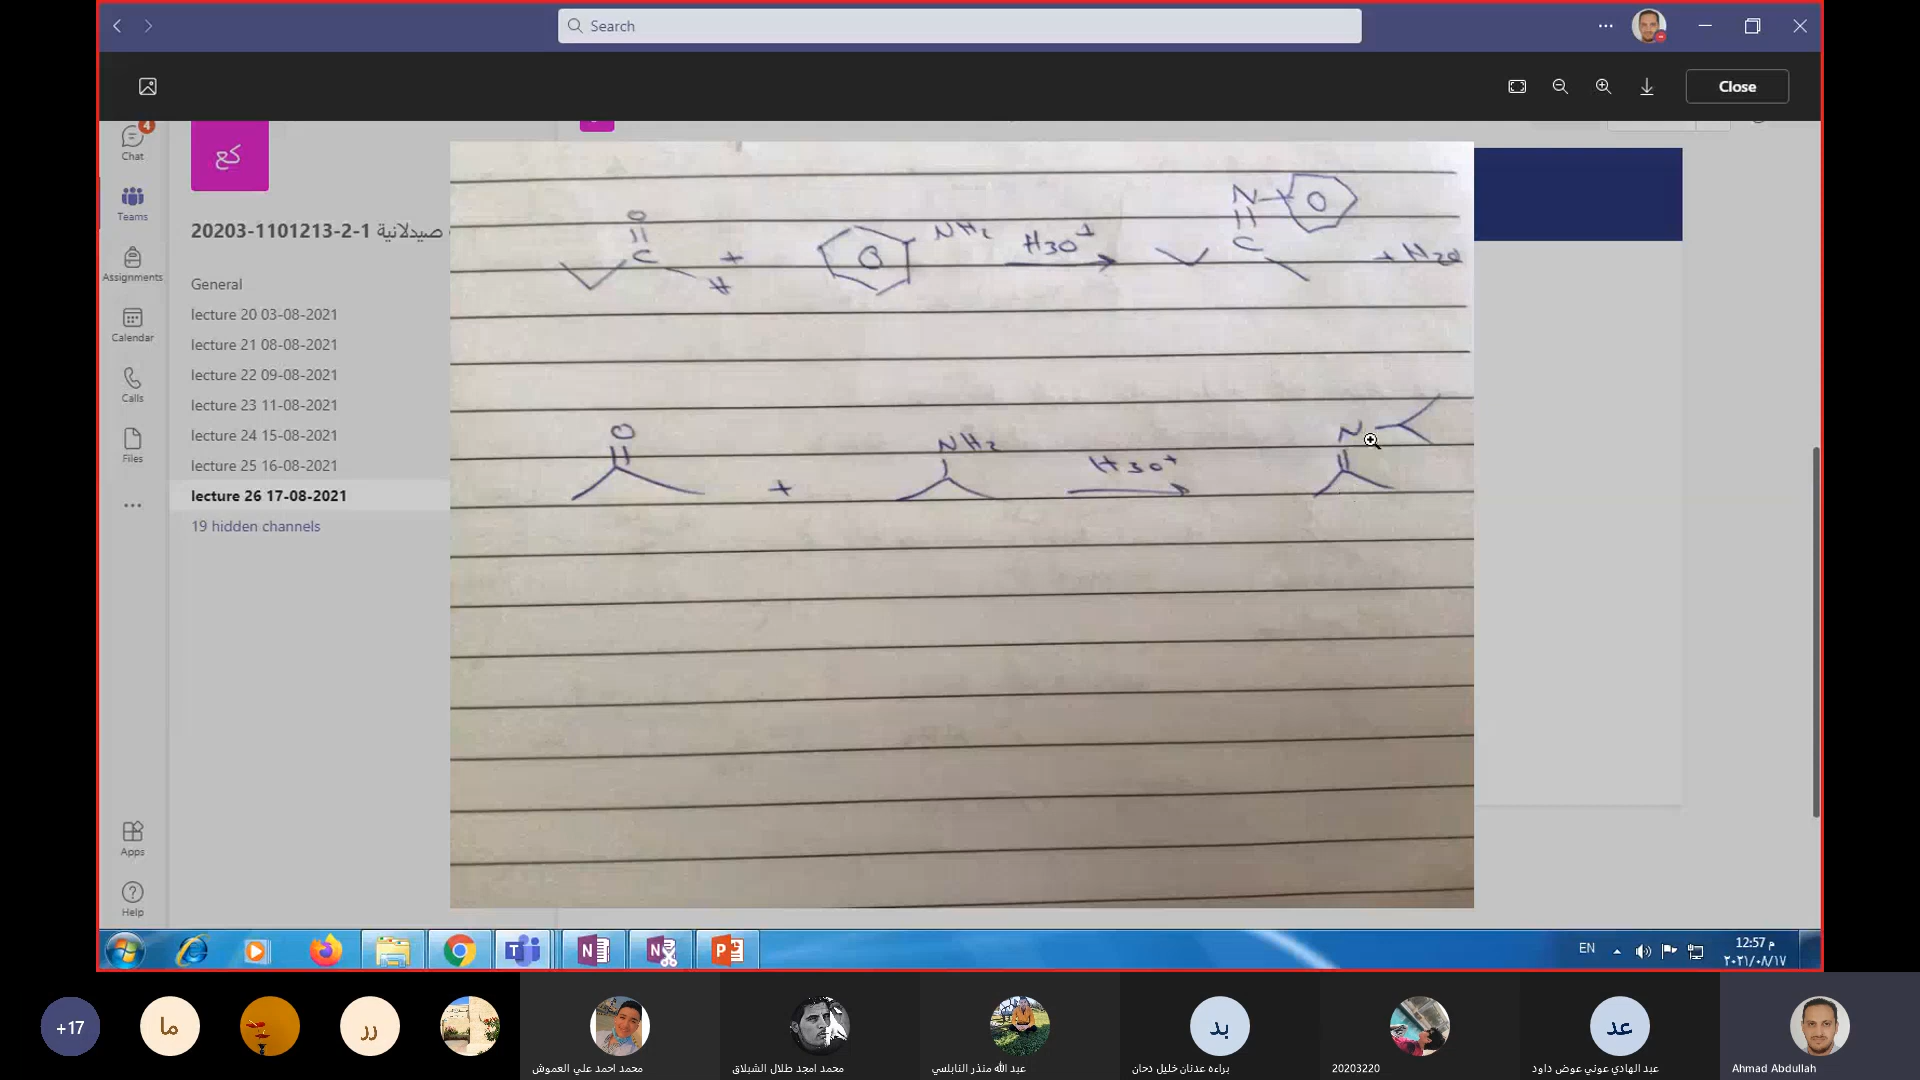 Search
Close
4
Chat
كع
Teams
20203-1101213-2-1 صيدلانية
Assignments
General
Calendar
lecture 20 03-08-2021
lecture 21 08-08-2021
lecture 22 09-08-2021
Calls
lecture 23 11-08-2021
lecture 24 15-08-2021
Files
lecture 25 16-08-2021
lecture 26 17-08-2021
19 hidden channels
Apps
Help
O
C
H
+
NH2
H3O+
N
C
+ H2O
O
+
NH2
H3O+
N
EN
12:57 م
٢٠٢١/٠٨/١٧
+17
ما
رر
بد
عد
محمد احمد علي العموش
محمد امجد طلال الشبلاق
عبد الله منذر النابلسي
براءه عدنان خليل دحان
20203220
عبد الهادي عوني عوض داود
Ahmad Abdullah